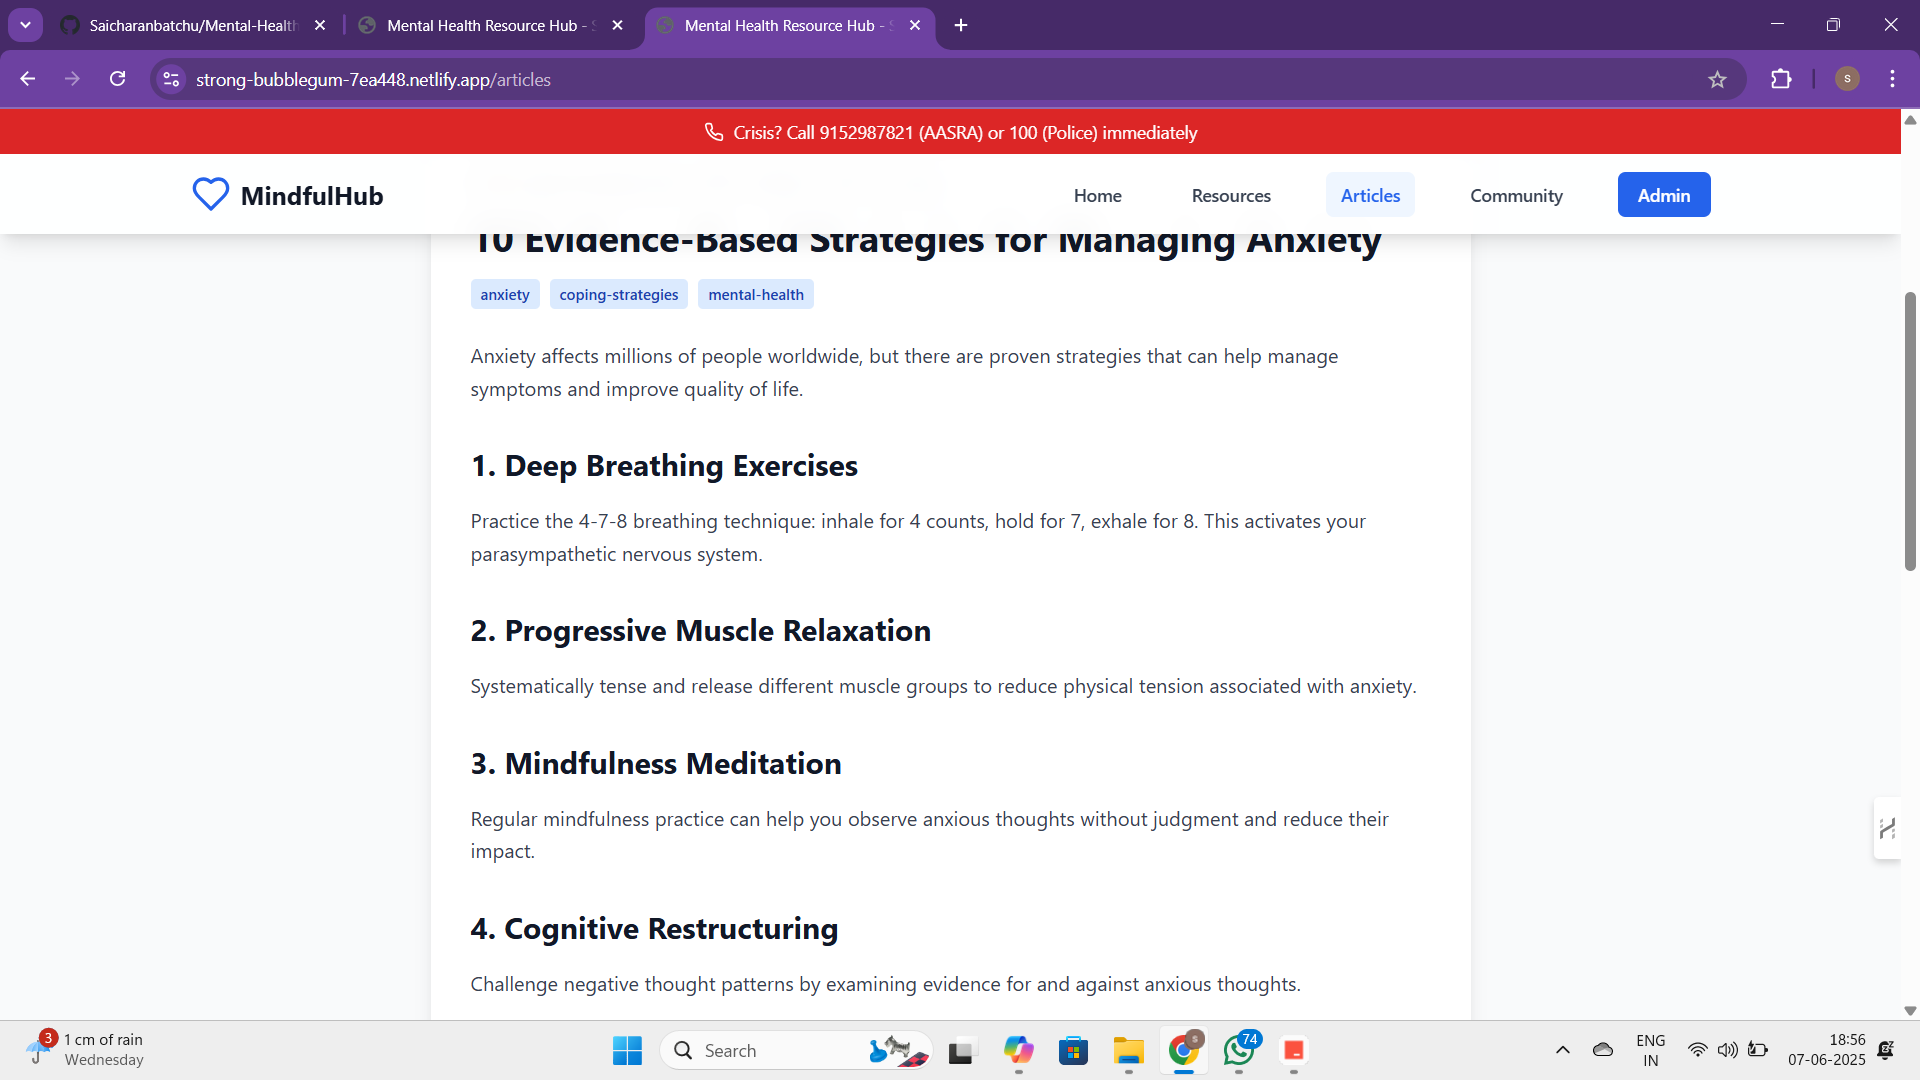 Saicharanbatchu/Mental-Health
Mental Health Resource Hub -
Mental Health Resource Hub -
strong-bubblegum-7ea448.netlify.app/articles
S
Crisis? Call 9152987821 (AASRA) or 100 (Police) immediately
MindfulHub
Home
Resources
Articles
Community
Admin
10 Evidence-Based Strategies for Managing Anxiety
anxiety
coping-strategies
mental-health
Anxiety affects millions of people worldwide, but there are proven strategies that can help manage
symptoms and improve quality of life.
1. Deep Breathing Exercises
Practice the 4-7-8 breathing technique: inhale for 4 counts, hold for 7, exhale for 8. This activates your
parasympathetic nervous system.
2. Progressive Muscle Relaxation
Systematically tense and release different muscle groups to reduce physical tension associated with anxiety.
3. Mindfulness Meditation
Regular mindfulness practice can help you observe anxious thoughts without judgment and reduce their
impact.
4. Cognitive Restructuring
Challenge negative thought patterns by examining evidence for and against anxious thoughts.
3
1 cm of rain
Wednesday
Search
S
74
ENG
IN
18:56
07-06-2025